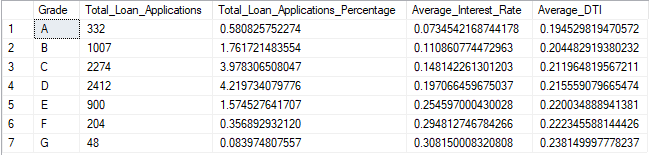 Grade Total_Loan_Applications Total_Loan_Applications_Percentage Average_Interest_Rate Average_DTI
1 A 332 0.580825752274 0.0734542168744178 0.194529819470572
2 B 1007 1.761721483554 0.110860774472963 0.204482919380232
3 C 2274 3.978306508047 0.148142261301203 0.211964819567211
4 D 2412 4.219734079776 0.197066459675037 0.215559079665474
5 E 900 1.574527641707 0.254597000430028 0.220034888941381
6 F 204 0.356892932120 0.294812746784266 0.222345588144426
7 G 48 0.083974807557 0.308150008320808 0.238149997778237